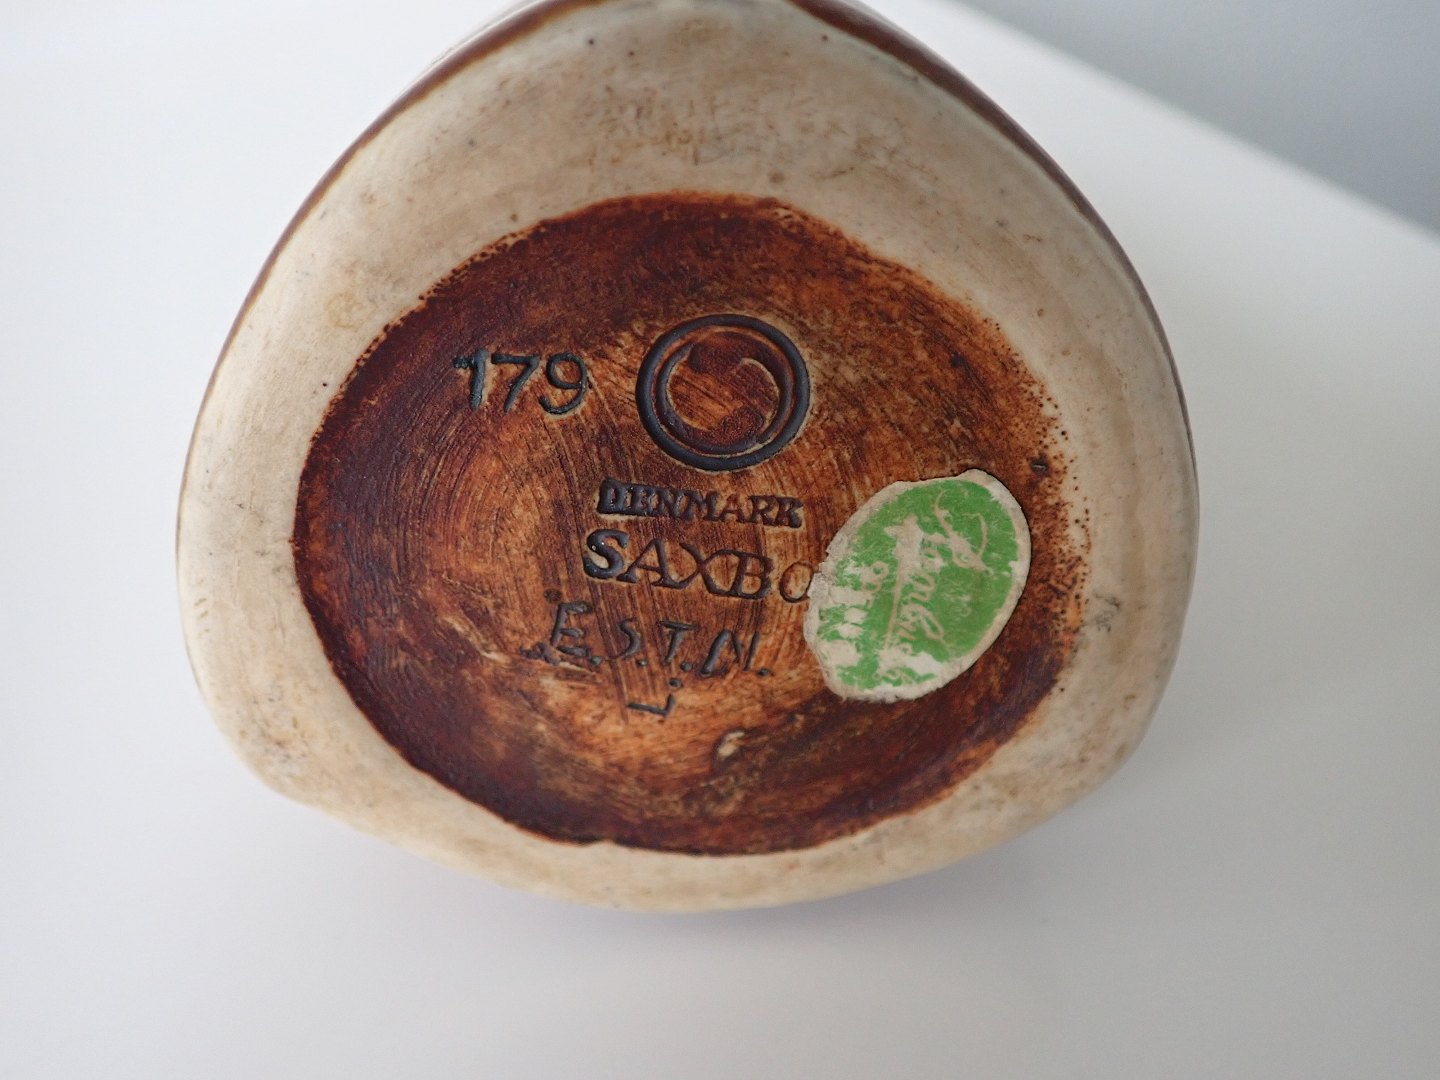 179
DENMARK
SAXBO
E.S.T.N.